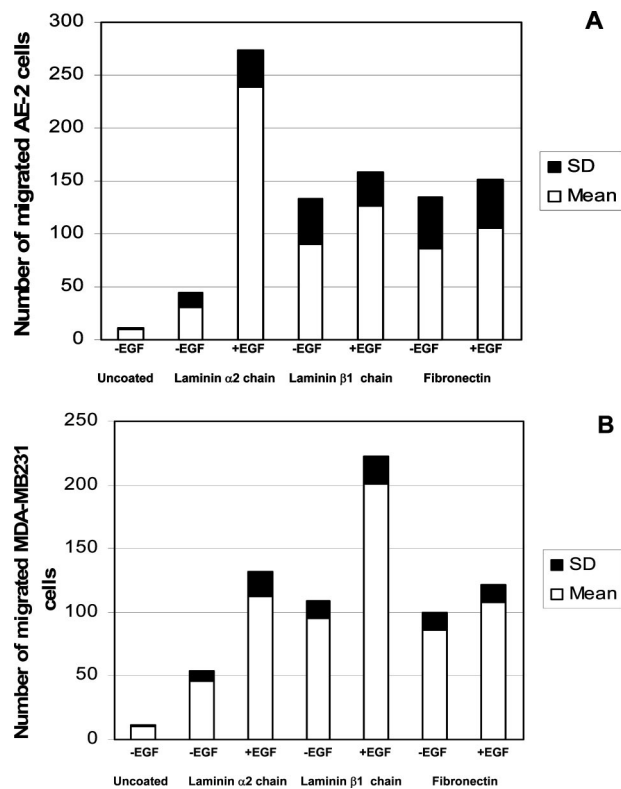 A
Number of migrated AE-2 cells
300
250
200
150
100
50
0
-EGF -EGF +EGF -EGF +EGF -EGF +EGF
Uncoated Laminin α2 chain Laminin β1 chain Fibronectin
SD
Mean
B
Number of migrated MDA-MB231
cells
250
200
150
100
50
0
-EGF -EGF +EGF -EGF +EGF -EGF +EGF
Uncoated Laminin α2 chain Laminin β1 chain Fibronectin
SD
Mean